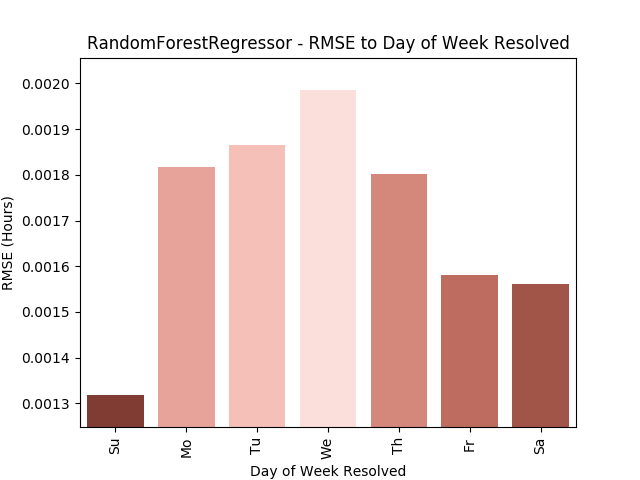 RandomForestRegressor - RMSE to Day of Week Resolved
0.0020
0.0019
0.0018
0.0017
0.0016
0.0015
0.0014
0.0013
RMSE (Hours)
Su Mo Tu We Th Fr Sa
Day of Week Resolved